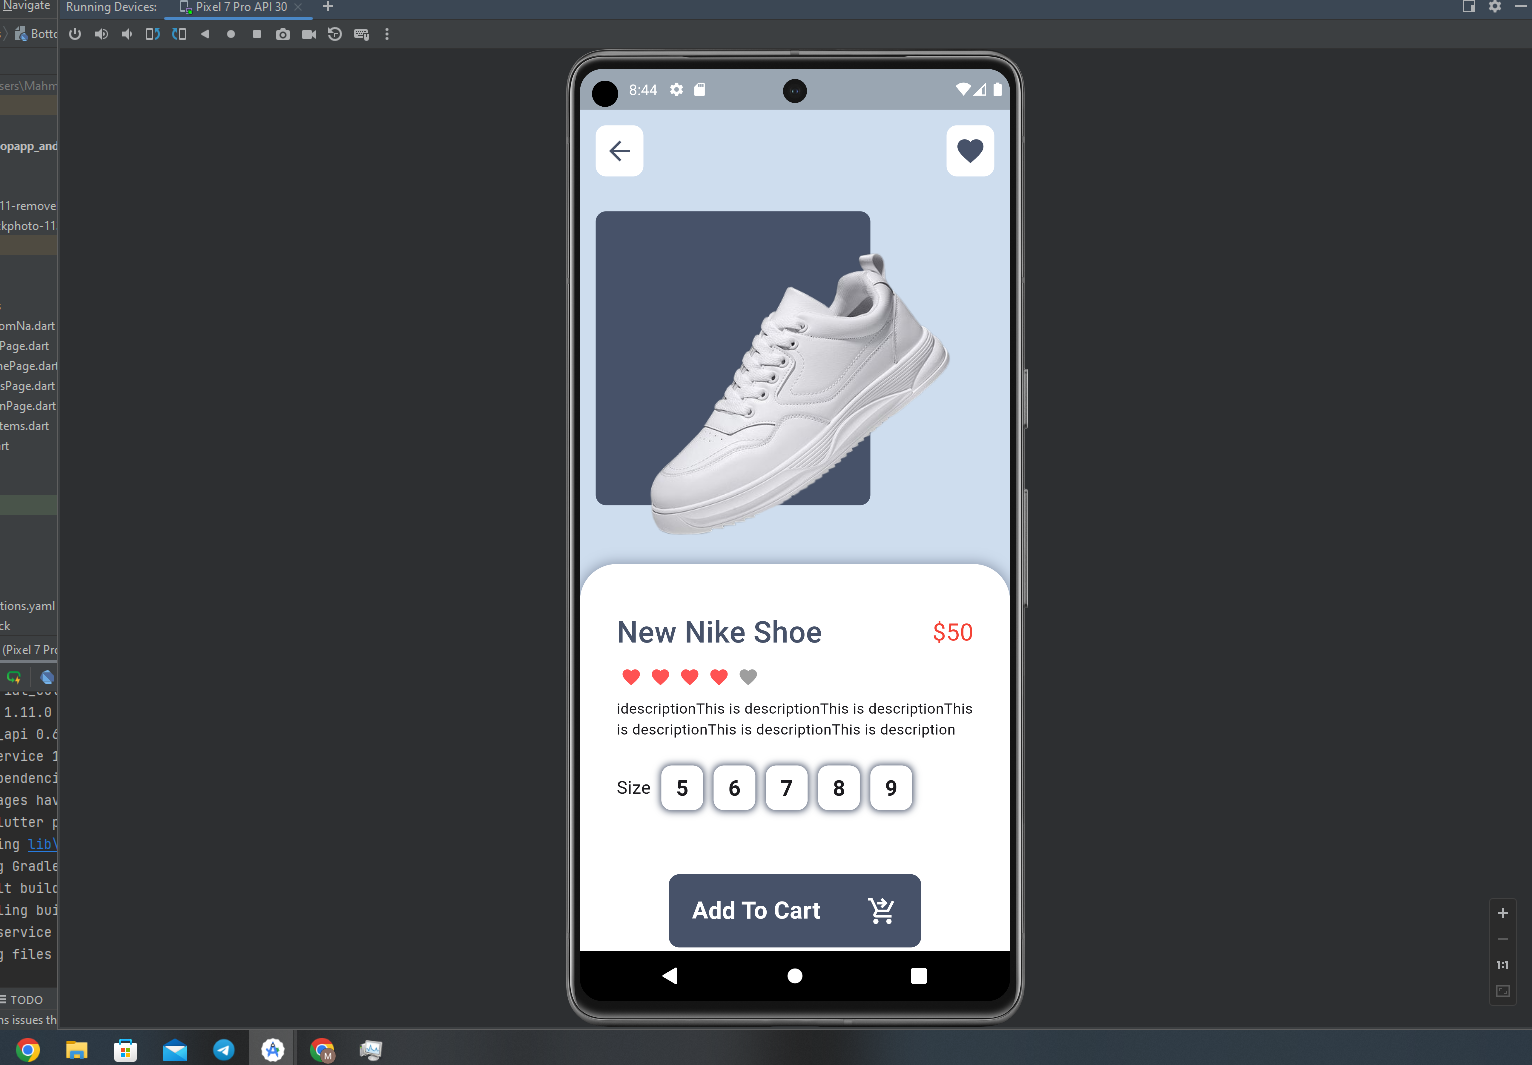 Navigate
Running Devices:
Pixel 7 Pro API 30
Botto
sers\Mahm
opapp_and
11-remove
kphoto-11
omNa.dart
Page.dart
nePage.dart
sPage.dart
nPage.dart
tems.dart
rt
tions.yaml
ck
(Pixel 7 Pro
1.11.0
_api 0.6
ervice 1
pendenci
ages hav
lutter p
ing lib\
g Gradle
it build
ling bui
service
g files
TODO
ns issues th
8:44
New Nike Shoe
$50
idescriptionThis is descriptionThis is descriptionThis
is descriptionThis is descriptionThis is description
Size 5 6 7 8 9
Add To Cart
1:1
M